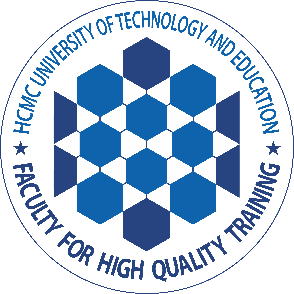 HCMC UNIVERSITY OF TECHNOLOGY AND EDUCATION
FACULTY FOR HIGH QUALITY TRAINING